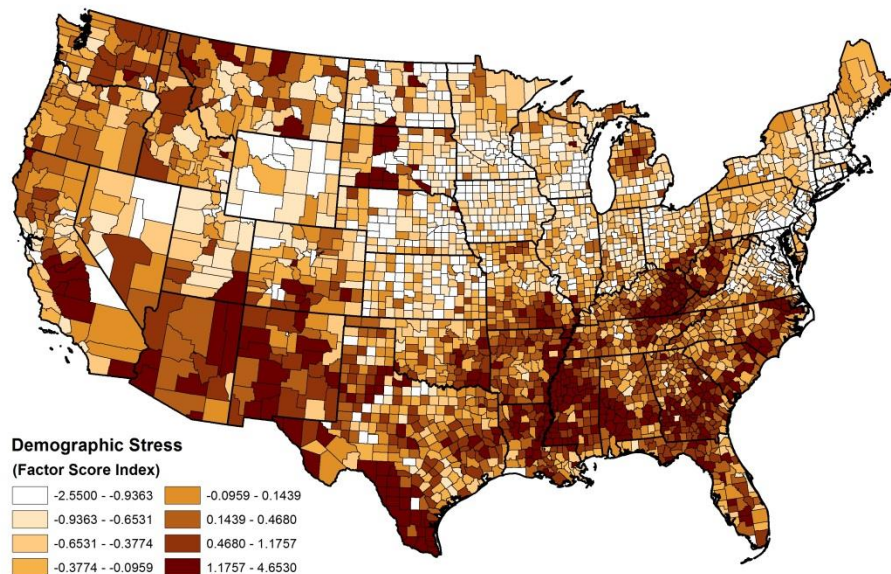 Demographic Stress
(Factor Score Index)
-2.5500 - -0.9363
-0.9363 - -0.6531
-0.6531 - -0.3774
-0.3774 - -0.0959
-0.0959 - 0.1439
0.1439 - 0.4680
0.4680 - 1.1757
1.1757 - 4.6530